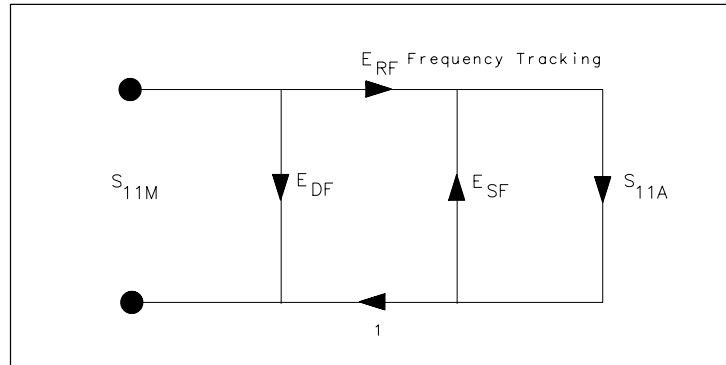 E_RF Frequency Tracking
S_11M
E_DF
E_SF
S_11A
1